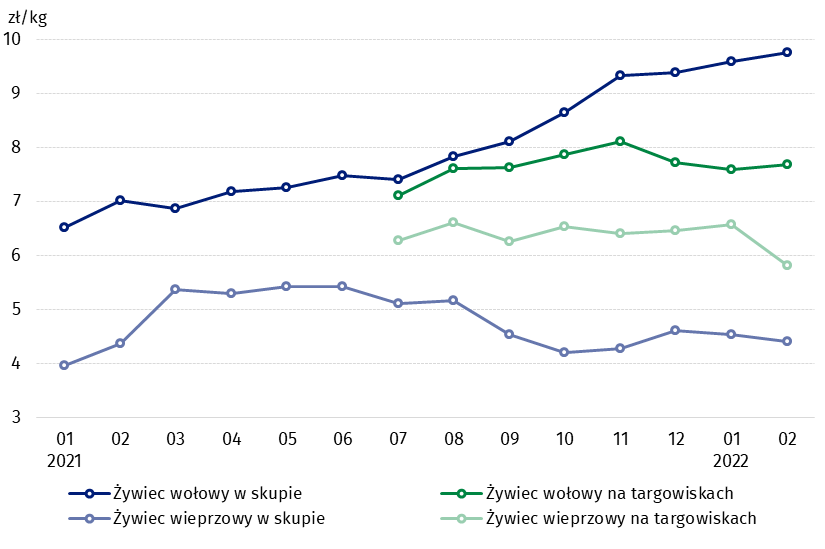 zł/kg
10
9
8
7
6
5
4
3
01 02 03 04 05 06 07 08 09 10 11 12 01 02
2021 2022
Żywiec wołowy w skupie Żywiec wołowy na targowiskach
Żywiec wieprzowy w skupie Żywiec wieprzowy na targowiskach